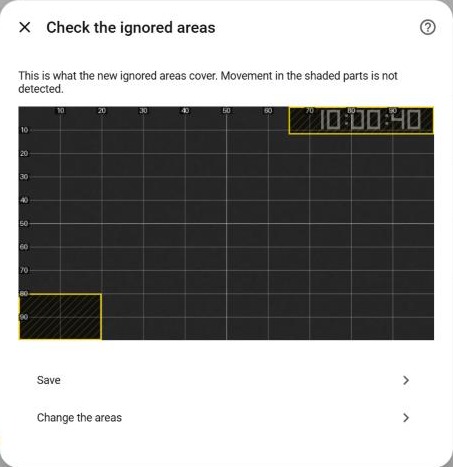 Check the ignored areas
This is what the new ignored areas cover. Movement in the shaded parts is not
detected.
10 20 30 40 50 60 70 80 90
10:00:40
10
20
30
40
50
60
70
80
90
Save
Change the areas